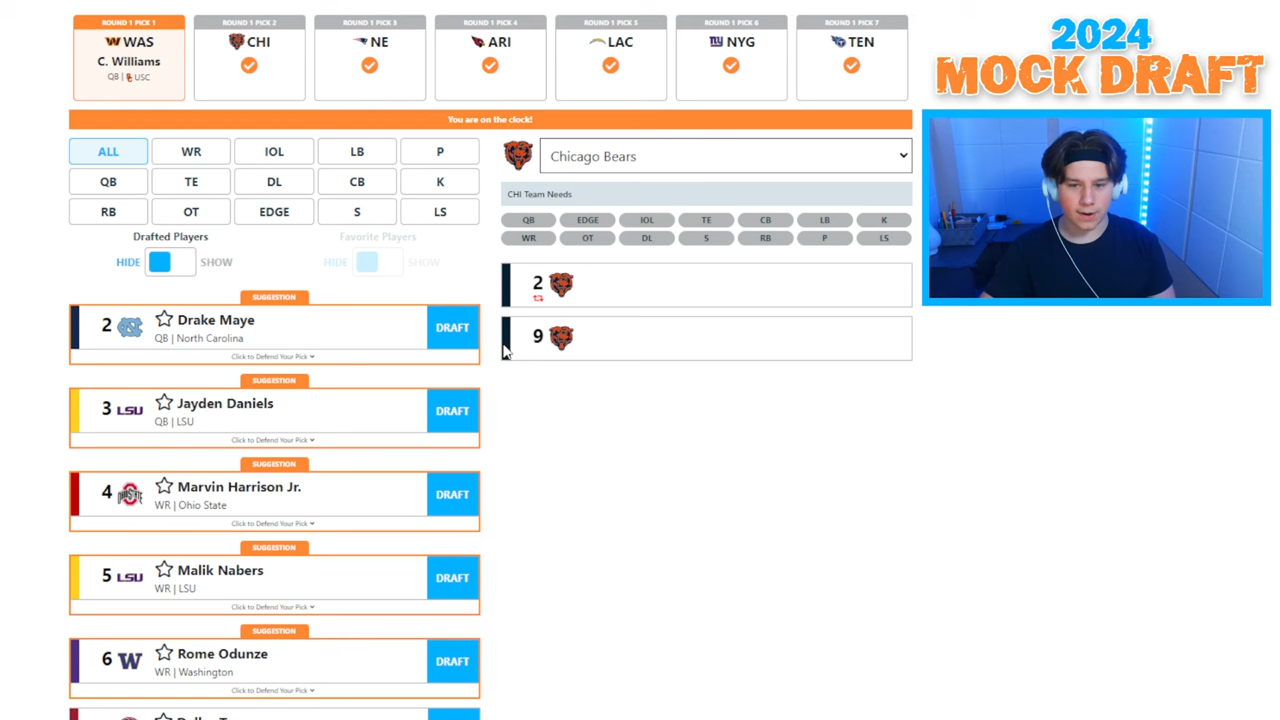 ROUND 1 PICK 1
WAS
C. Williams
QB | USC
ROUND 1 PICK 2
CHI
ROUND 1 PICK 3
NE
ROUND 1 PICK 4
ARI
ROUND 1 PICK 5
LAC
ROUND 1 PICK 6
NYG
ROUND 1 PICK 7
TEN
2024
MOCK DRAFT
You are on the clock!
ALL WR IOL LB P
QB TE DL CB K
RB OT EDGE S LS
Drafted Players
HIDE SHOW
Favorite Players
HIDE SHOW
Chicago Bears
CHI Team Needs
QB EDGE IOL TE CB LB K
WR OT DL S RB P LS
2
9
SUGGESTION
2 UNC Drake Maye
QB | North Carolina
DRAFT
Click to Defend Your Pick
SUGGESTION
3 LSU Jayden Daniels
QB | LSU
DRAFT
Click to Defend Your Pick
SUGGESTION
4 OHIO STATE Marvin Harrison Jr.
WR | Ohio State
DRAFT
Click to Defend Your Pick
SUGGESTION
5 LSU Malik Nabers
WR | LSU
DRAFT
Click to Defend Your Pick
SUGGESTION
6 W Rome Odunze
WR | Washington
DRAFT
Click to Defend Your Pick